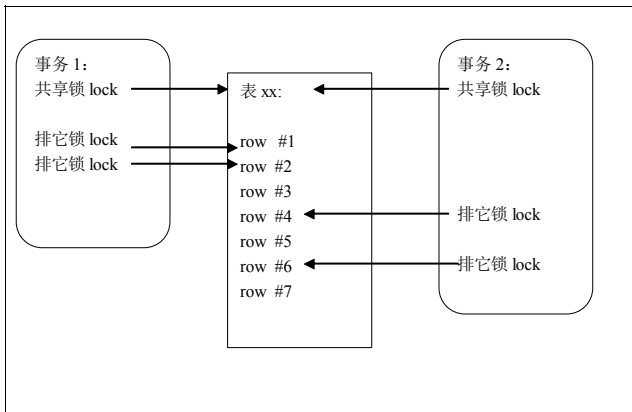 事务 1：
共享锁 lock
排它锁 lock
排它锁 lock
表 xx:
row #1
row #2
row #3
row #4
row #5
row #6
row #7
事务 2：
共享锁 lock
排它锁 lock
排它锁 lock